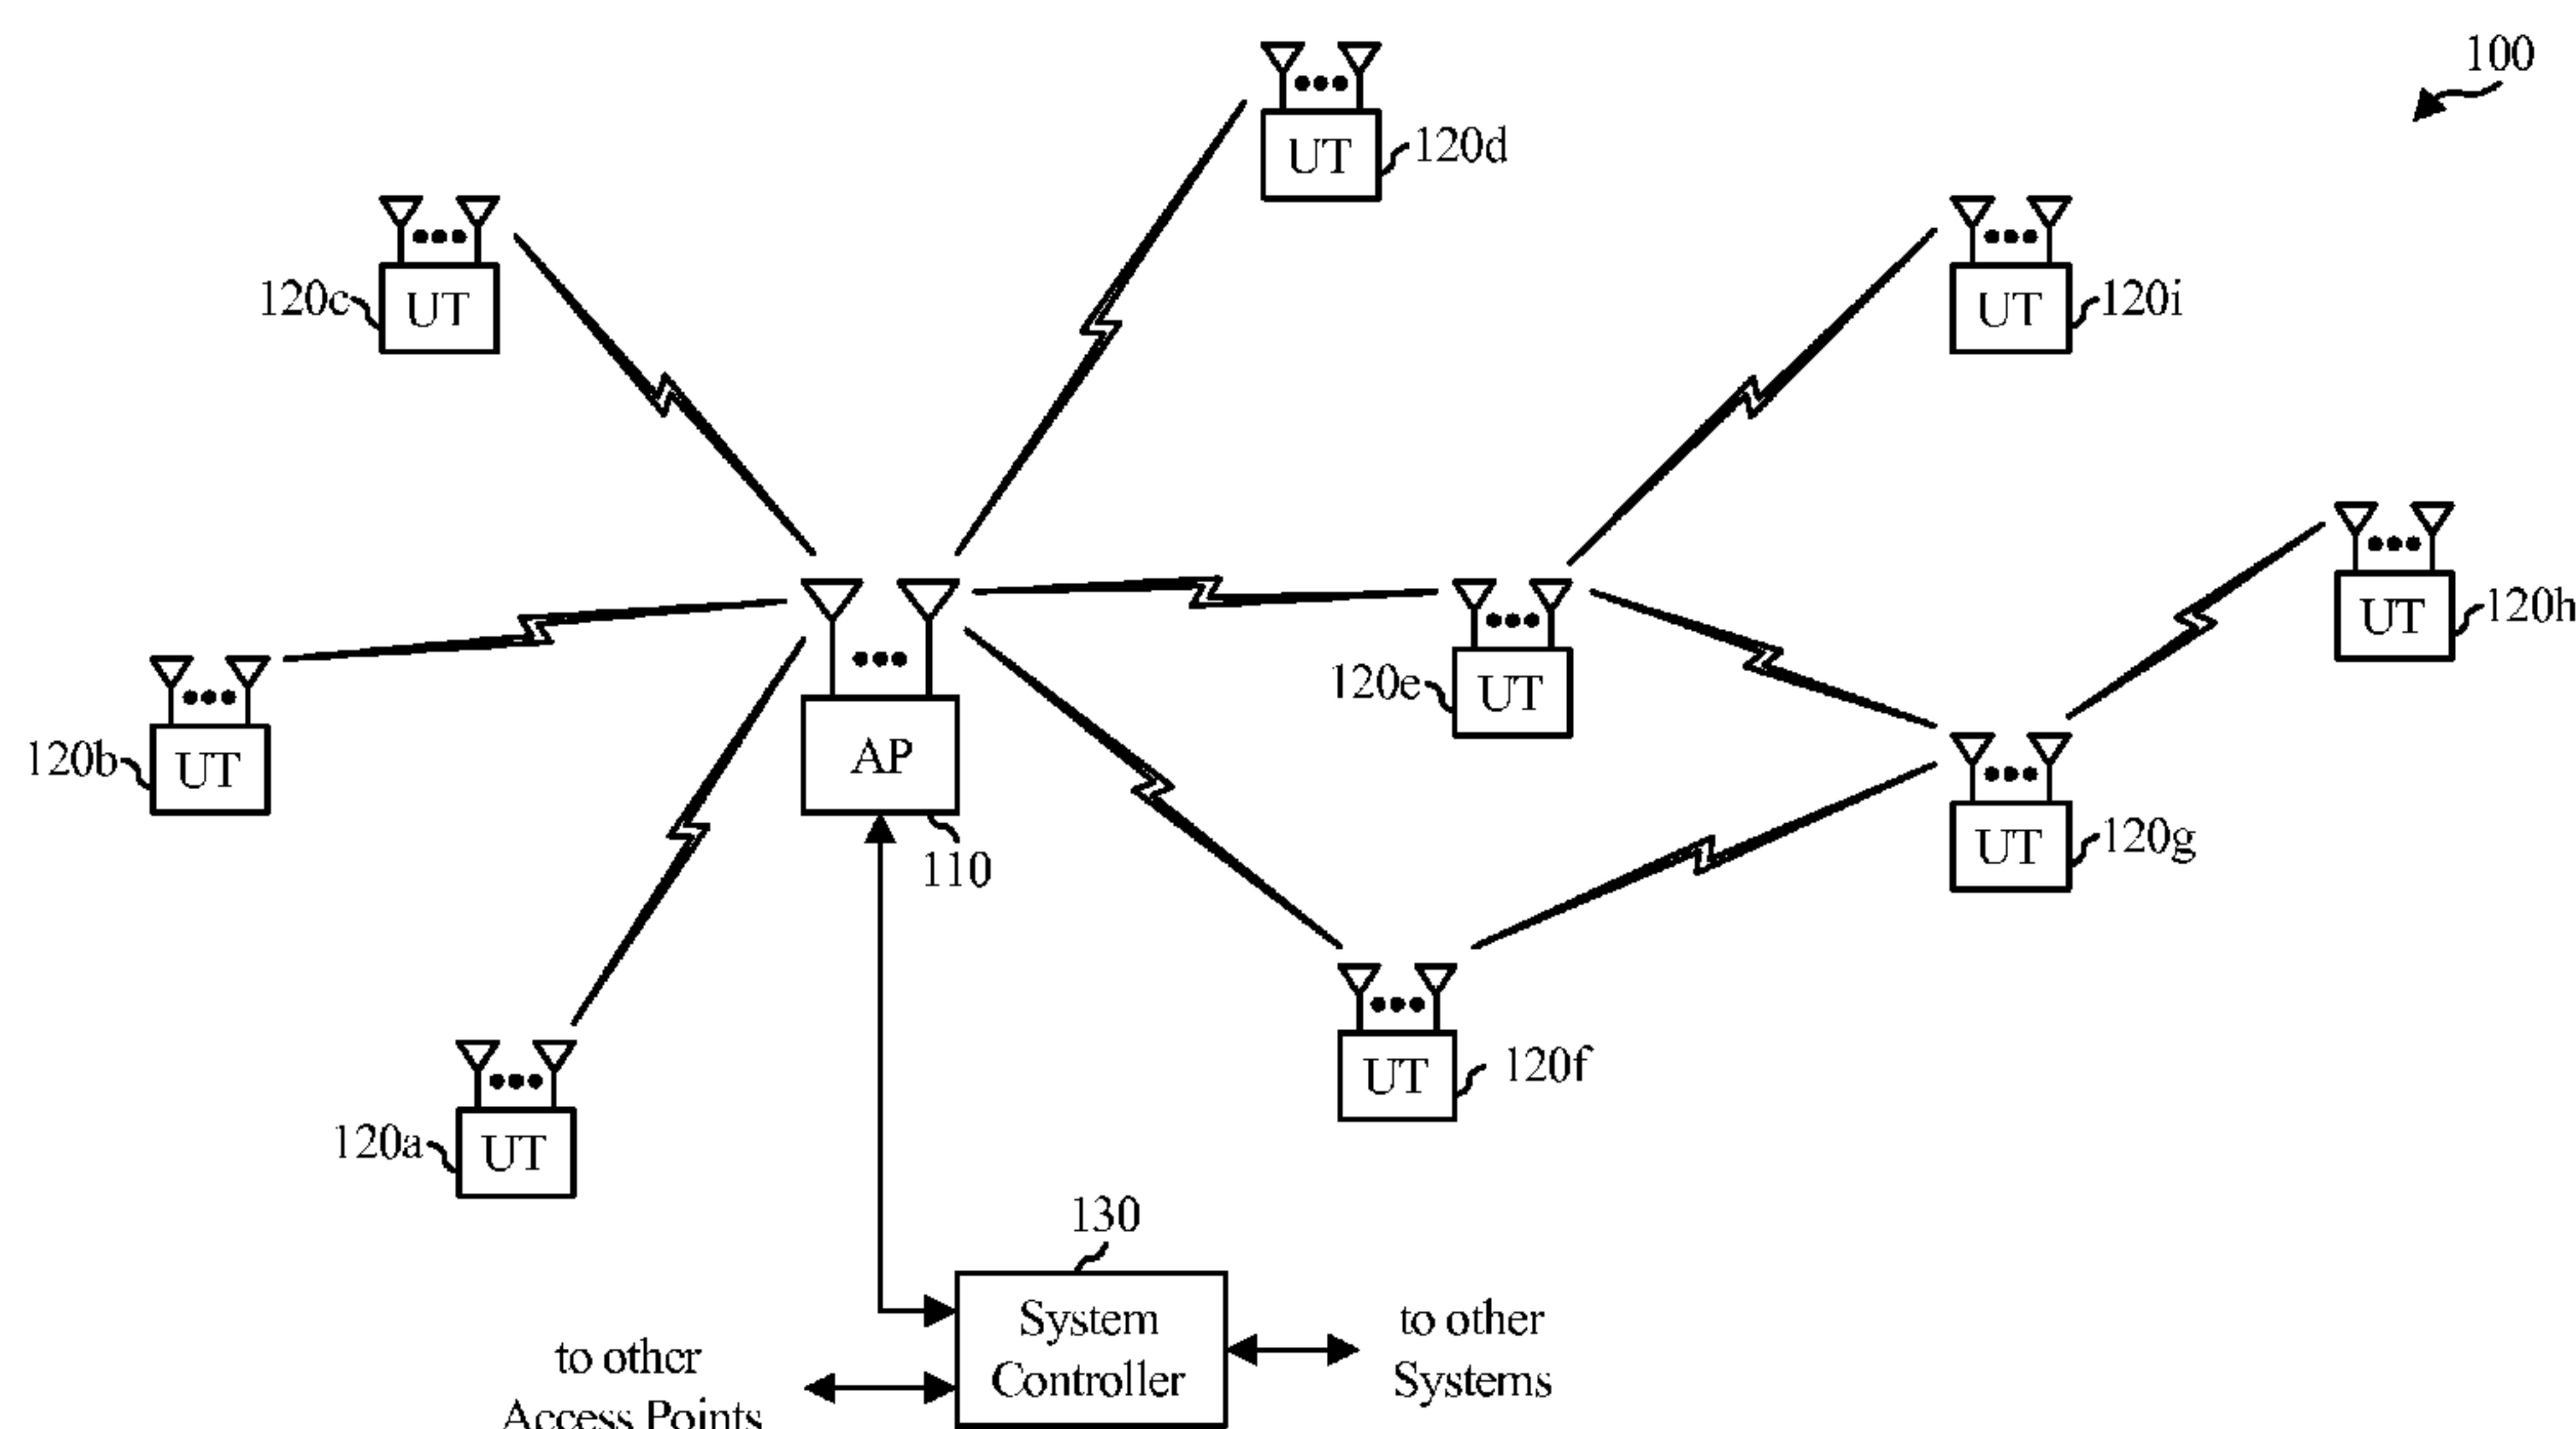 100
UT
120d
120c
UT
UT
120i
120b
UT
AP
110
120e
UT
UT
120h
UT
120g
120a
UT
UT
120f
130
System
Controller
to other
Access Points
to other
Systems